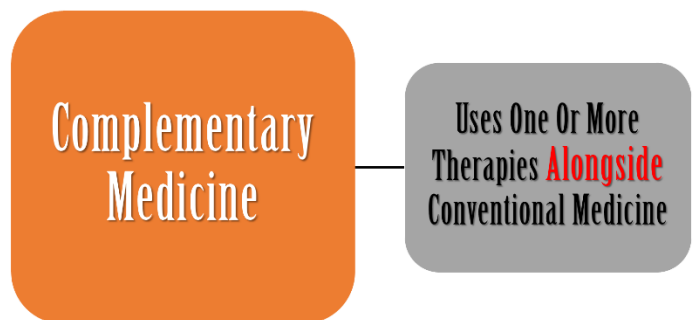 Complementary
Medicine
Uses One Or More
Therapies Alongside
Conventional Medicine